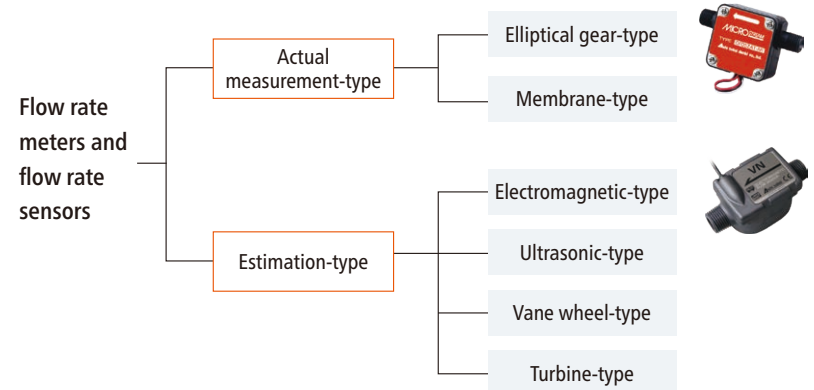 Flow rate
meters and
flow rate
sensors
Actual
measurement-type
Elliptical gear-type
Membrane-type
Estimation-type
Electromagnetic-type
Ultrasonic-type
Vane wheel-type
Turbine-type
MICRO
TYPE
VN